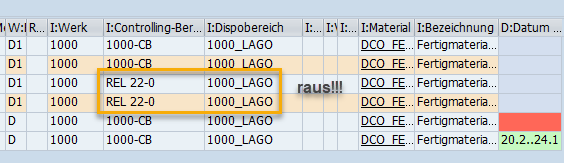 W:I R... I:Werk I:Controlling-Ber... I:Dispobereich I:... I:\ I... I:Material I:Bezeichnung D:Datum
D1 1000 1000-CB 1000_LAGO DCO_FE... Fertigmateria...
D1 1000 1000-CB 1000_LAGO DCO_FE Fertigmateria...
D1 1000 REL 22-0 1000_LAGO DCO_FE Fertigmateria...
D1 1000 REL 22-0 1000_LAGO raus!!! DCO_FE Fertigmateria...
D 1000 1000-CB 1000_LAGO DCO_FE Fertigmateria...
D 1000 1000-CB 1000_LAGO DCO_FE Fertigmateria... 20.2..24.1